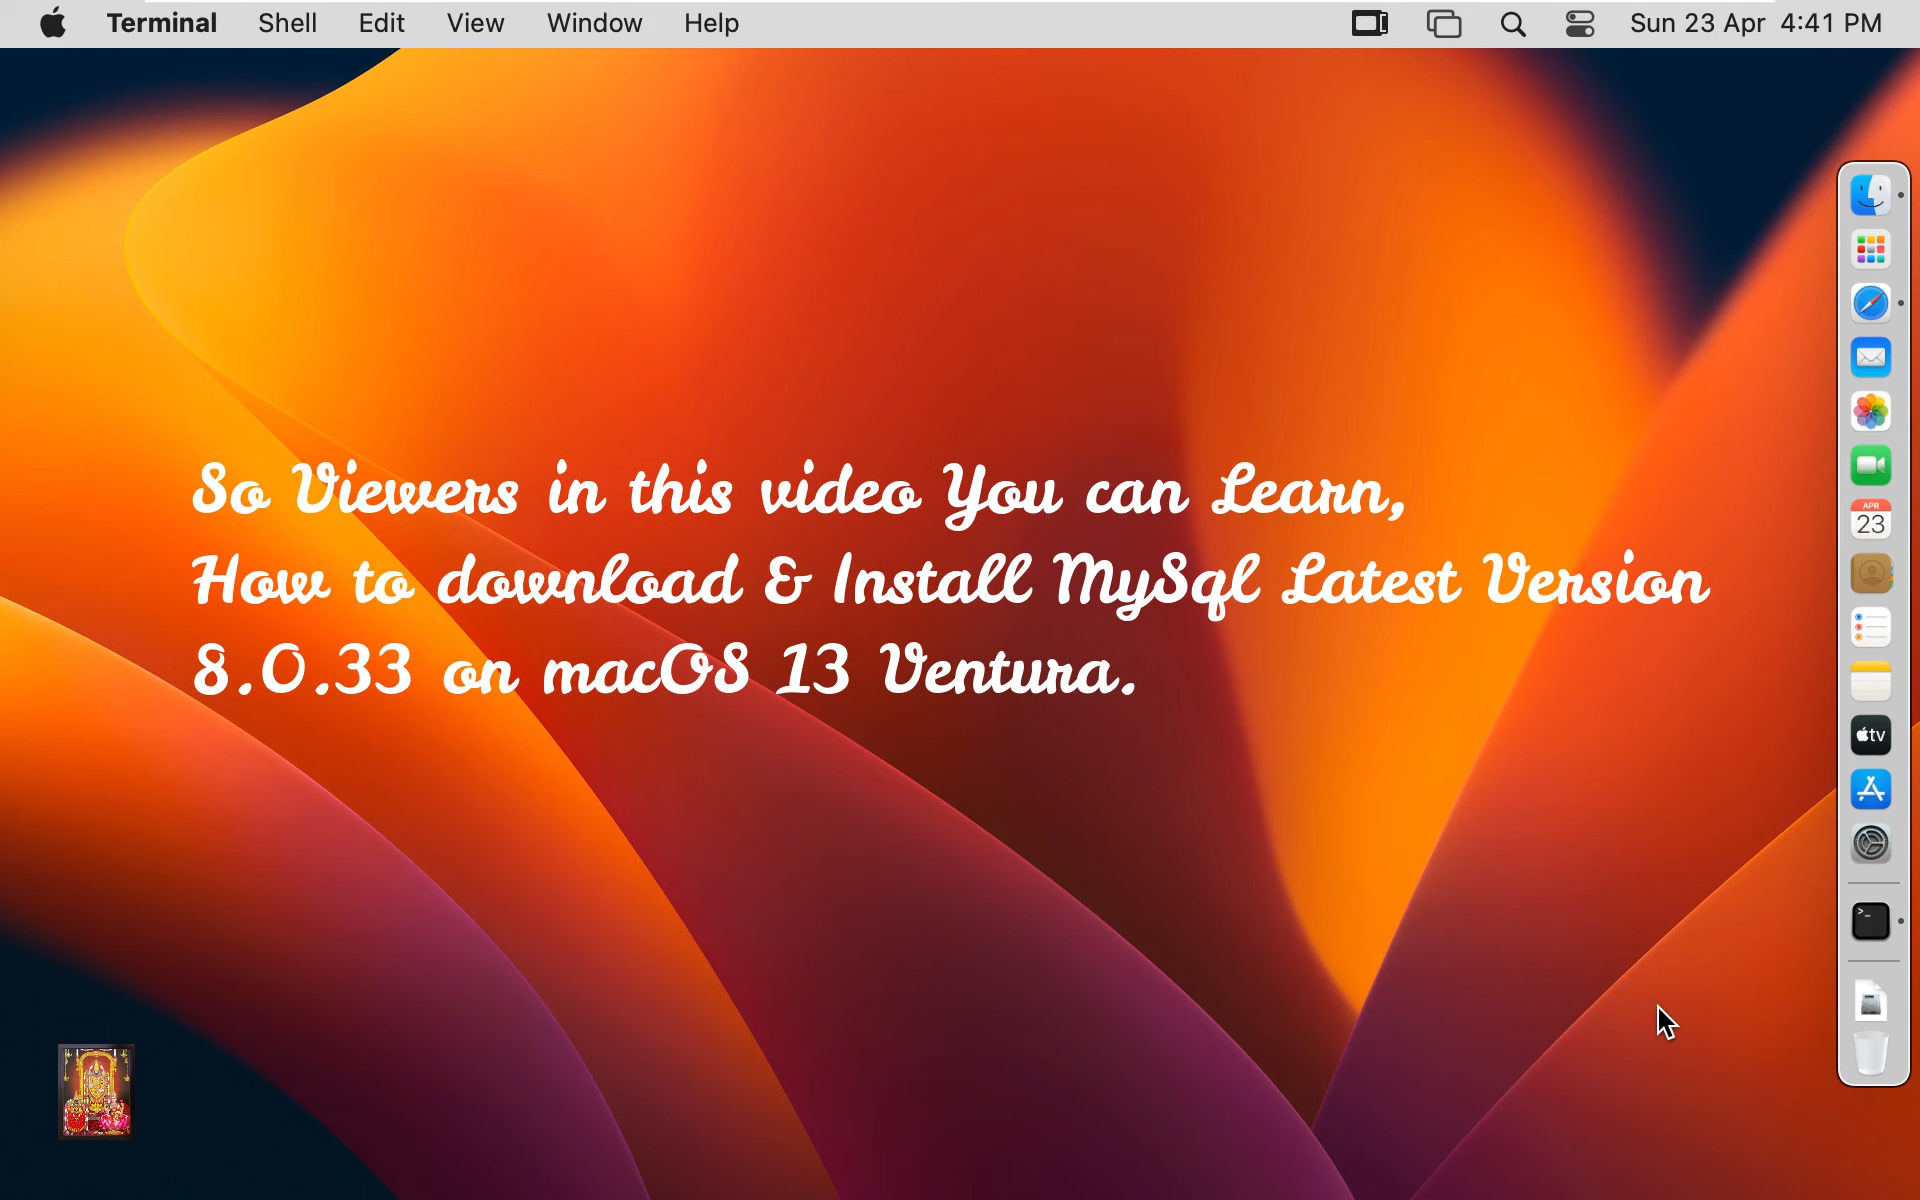 Terminal Shell Edit View Window Help Sun 23 Apr 4:41 PM
So Viewers in this video You can Learn,
How to download & Install MySql Latest Version
8.0.33 on macOS 13 Ventura.
APR
23
tv
>_